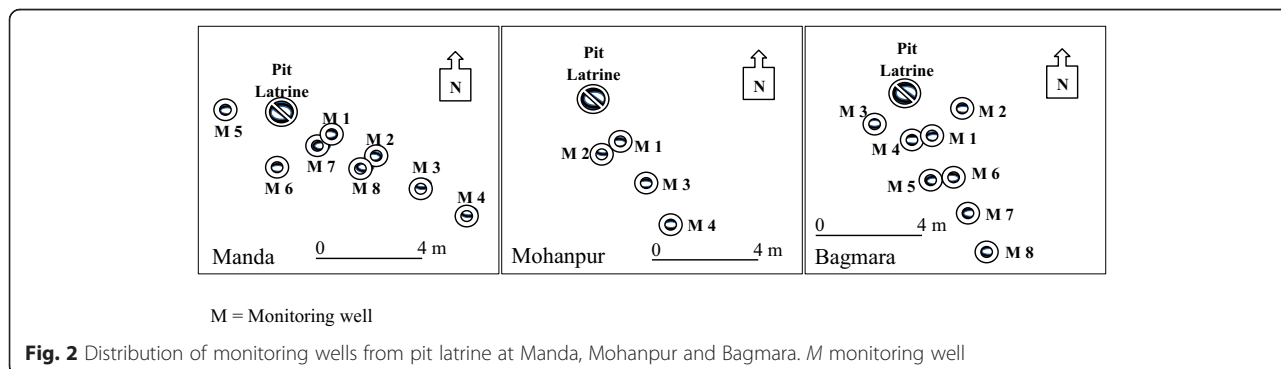 Pit
Latrine
N
M 5
M 1
M 2
M 7
M 6
M 8
M 3
M 4
0 4 m
Manda
Pit
Latrine
N
M 1
M 2
M 3
M 4
0 4 m
Mohanpur
Pit
Latrine
N
M 3
M 2
M 4
M 1
M 5
M 6
0 4 m
M 7
Bagmara
M 8
M = Monitoring well
Fig. 2 Distribution of monitoring wells from pit latrine at Manda, Mohanpur and Bagmara. M monitoring well